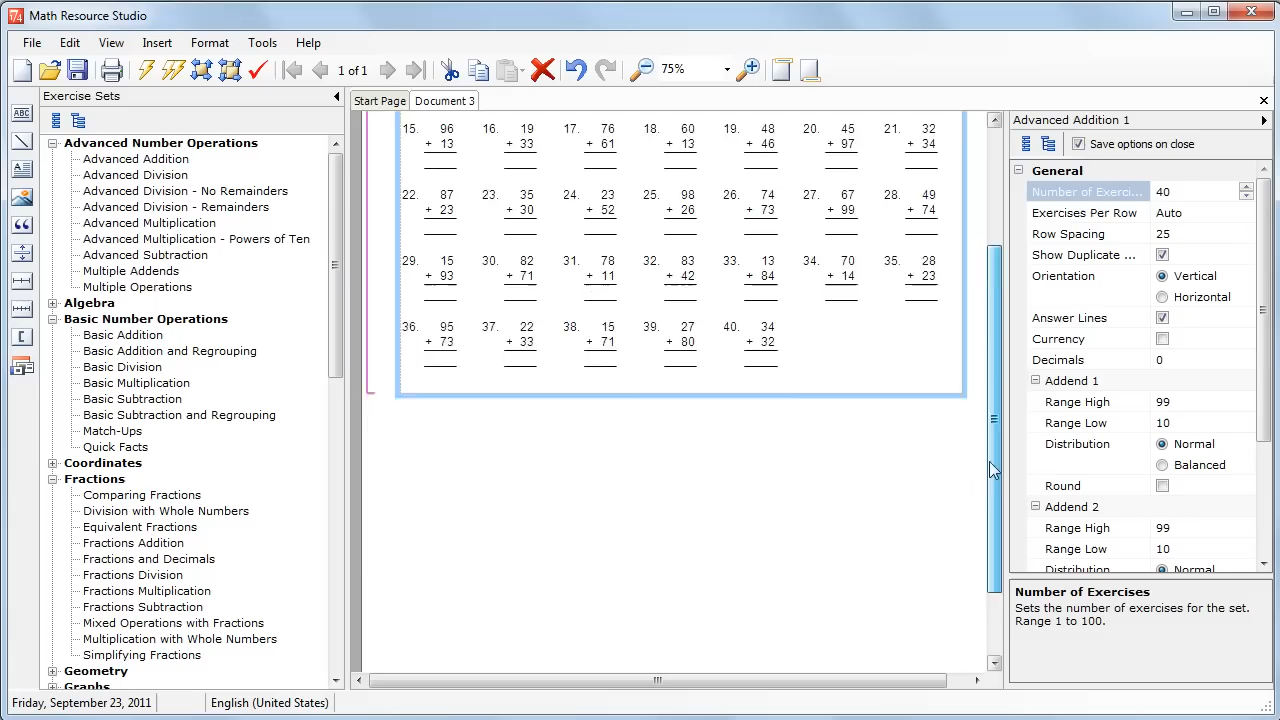 Math Resource Studio
File Edit View Insert Format Tools Help
1 of 1 75%
Exercise Sets
Start Page Document 3
Advanced Addition 1
Save options on close
Advanced Number Operations
Advanced Addition
Advanced Division
Advanced Division - No Remainders
Advanced Division - Remainders
Advanced Multiplication
Advanced Multiplication - Powers of Ten
Advanced Subtraction
Multiple Addends
Multiple Operations
Algebra
Basic Number Operations
Basic Addition
Basic Addition and Regrouping
Basic Division
Basic Multiplication
Basic Subtraction
Basic Subtraction and Regrouping
Match-Ups
Quick Facts
Coordinates
Fractions
Comparing Fractions
Division with Whole Numbers
Equivalent Fractions
Fractions Addition
Fractions and Decimals
Fractions Division
Fractions Multiplication
Fractions Subtraction
Mixed Operations with Fractions
Multiplication with Whole Numbers
Simplifying Fractions
Geometry
Graphs
15. 96 16. 19 17. 76 18. 60 19. 48 20. 45 21. 32
+ 13 + 33 + 61 + 13 + 46 + 97 + 34
22. 87 23. 35 24. 23 25. 98 26. 74 27. 67 28. 49
+ 23 + 30 + 52 + 26 + 73 + 99 + 74
29. 15 30. 82 31. 78 32. 83 33. 13 34. 70 35. 28
+ 93 + 71 + 11 + 42 + 84 + 14 + 23
36. 95 37. 22 38. 15 39. 27 40. 34
+ 73 + 33 + 71 + 80 + 32
General
Number of Exerci... 40
Exercises Per Row Auto
Row Spacing 25
Show Duplicate ...
Orientation Vertical
Horizontal
Answer Lines
Currency
Decimals 0
Addend 1
Range High 99
Range Low 10
Distribution Normal
Balanced
Round
Addend 2
Range High 99
Range Low 10
Distribution Normal
Number of Exercises
Sets the number of exercises for the set.
Range 1 to 100.
Friday, September 23, 2011 English (United States)
ABC